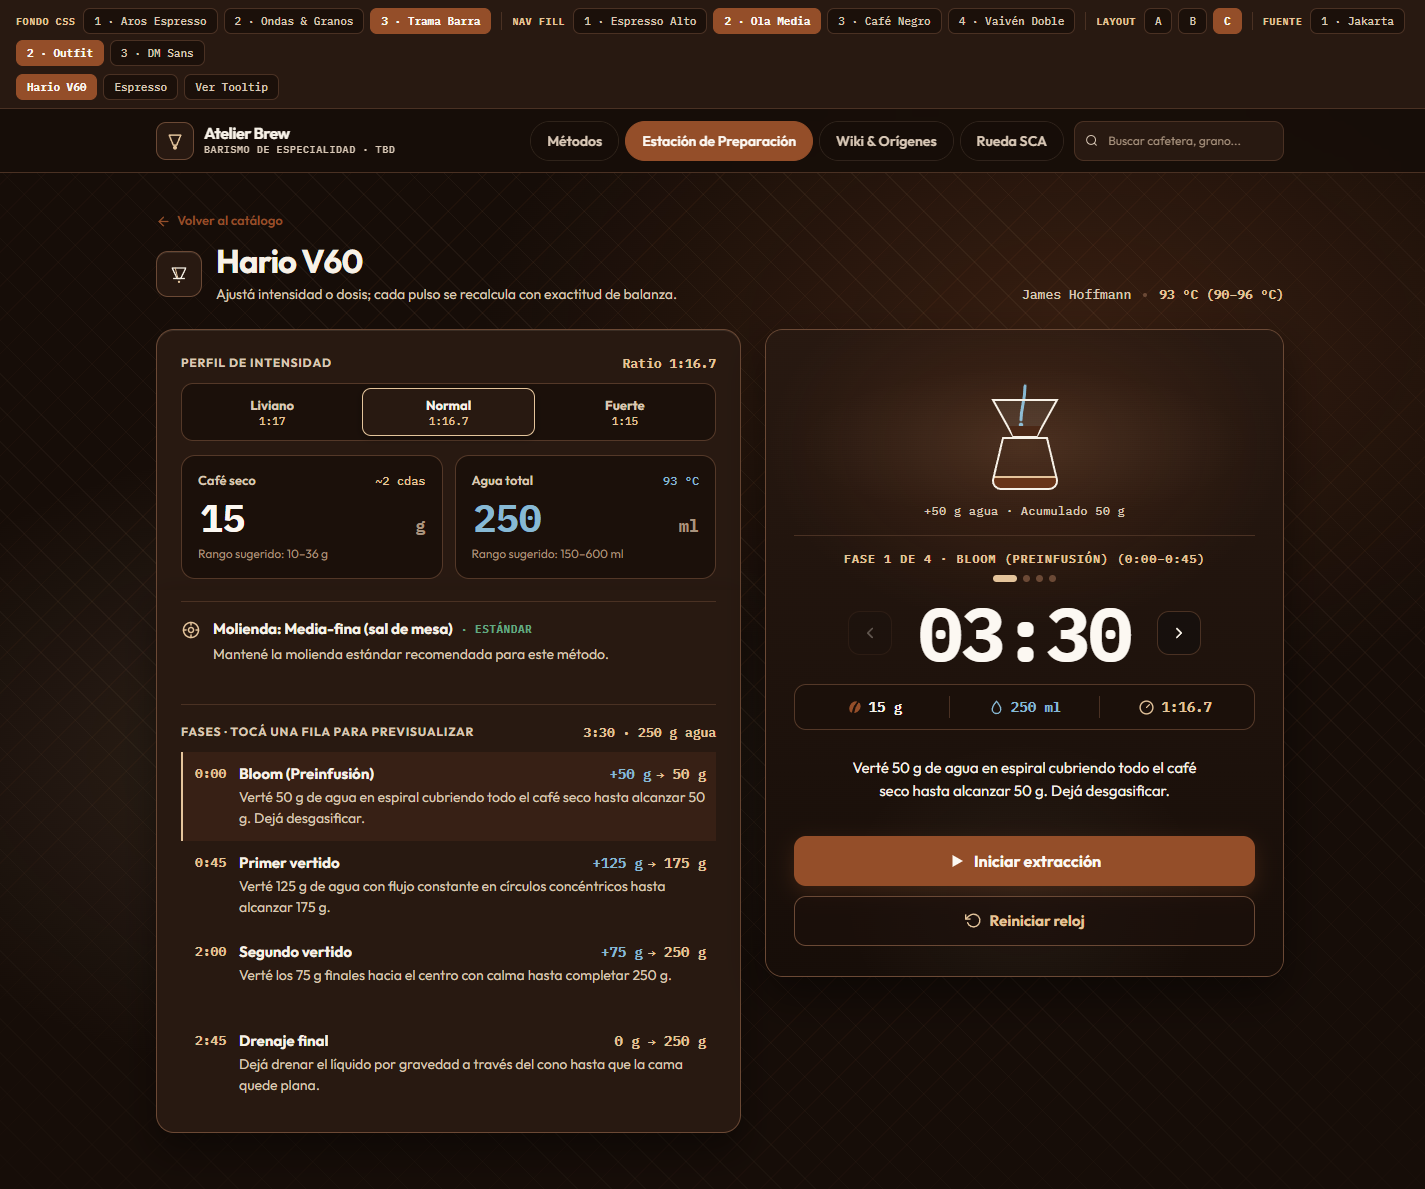 FONDO CSS 1 · Aros Espresso 2 · Ondas & Granos 3 · Trama Barra NAV FILL 1 · Espresso Alto 2 · Ola Media 3 · Café Negro 4 · Vaivén Doble LAYOUT A B C FUENTE 1 · Jakarta
2 · Outfit 3 · DM Sans
Hario V60 Espresso Ver Tooltip
Atelier Brew
BARISMO DE ESPECIALIDAD · TBD
Métodos Estación de Preparación Wiki & Orígenes Rueda SCA Buscar cafetera, grano...
← Volver al catálogo
Hario V60
Ajustá intensidad o dosis; cada pulso se recalcula con exactitud de balanza.
James Hoffmann • 93 °C (90–96 °C)
PERFIL DE INTENSIDAD Ratio 1:16.7
Liviano Normal Fuerte
1:17 1:16.7 1:15
Café seco ~2 cdas
15 g
Rango sugerido: 10–36 g
Agua total 93 °C
250 ml
Rango sugerido: 150–600 ml
Molienda: Media-fina (sal de mesa) · ESTÁNDAR
Mantené la molienda estándar recomendada para este método.
FASES · TOCÁ UNA FILA PARA PREVISUALIZAR 3:30 · 250 g agua
0:00 Bloom (Preinfusión) +50 g → 50 g
Verté 50 g de agua en espiral cubriendo todo el café seco hasta alcanzar 50
g. Dejá desgasificar.
0:45 Primer vertido +125 g → 175 g
Verté 125 g de agua con flujo constante en círculos concéntricos hasta
alcanzar 175 g.
2:00 Segundo vertido +75 g → 250 g
Verté los 75 g finales hacia el centro con calma hasta completar 250 g.
2:45 Drenaje final 0 g → 250 g
Dejá drenar el líquido por gravedad a través del cono hasta que la cama
quede plana.
+50 g agua · Acumulado 50 g
FASE 1 DE 4 · BLOOM (PREINFUSIÓN) (0:00–0:45)
03:30
15 g 250 ml 1:16.7
Verté 50 g de agua en espiral cubriendo todo el café
seco hasta alcanzar 50 g. Dejá desgasificar.
Iniciar extracción
Reiniciar reloj